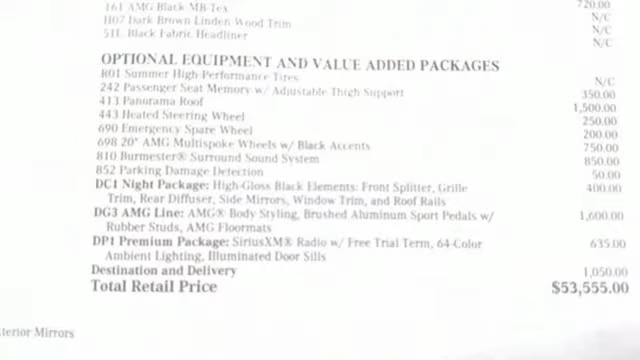 161 AMG Black MB-Tex 720.00
H07 Dark Brown Linden Wood Trim N/C
51U Black Fabric Headliner N/C
N/C
OPTIONAL EQUIPMENT AND VALUE ADDED PACKAGES
R01 Summer High Performance Tires N/C
242 Passenger Seat Memory w/ Adjustable Thigh Support 350.00
413 Panorama Roof 1,500.00
443 Heated Steering Wheel 250.00
690 Emergency Spare Wheel 200.00
698 20" AMG Multispoke Wheels w/ Black Accents 750.00
810 Burmester® Surround Sound System 850.00
852 Parking Damage Detection 50.00
DC1 Night Package: High-Gloss Black Elements: Front Splitter, Grille 400.00
Trim, Rear Diffuser, Side Mirrors, Window Trim, and Roof Rails
DG3 AMG Line: AMG® Body Styling, Brushed Aluminum Sport Pedals w/ 1,600.00
Rubber Studs, AMG Floormats
DP1 Premium Package: SiriusXM® Radio w/ Free Trial Term, 64-Color 635.00
Ambient Lighting, Illuminated Door Sills
Destination and Delivery 1,050.00
Total Retail Price $53,555.00
terior Mirrors